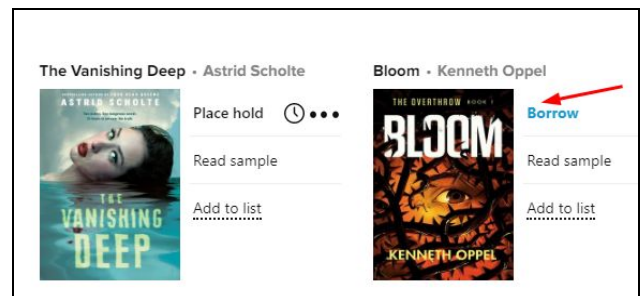 The Vanishing Deep • Astrid Scholte
ASTRID SCHOLTE
THE
VANISHING
DEEP
Place hold
Read sample
Add to list
Bloom • Kenneth Oppel
THE OVERTHROW BOOK 1
BLOOM
KENNETH OPPEL
Borrow
Read sample
Add to list